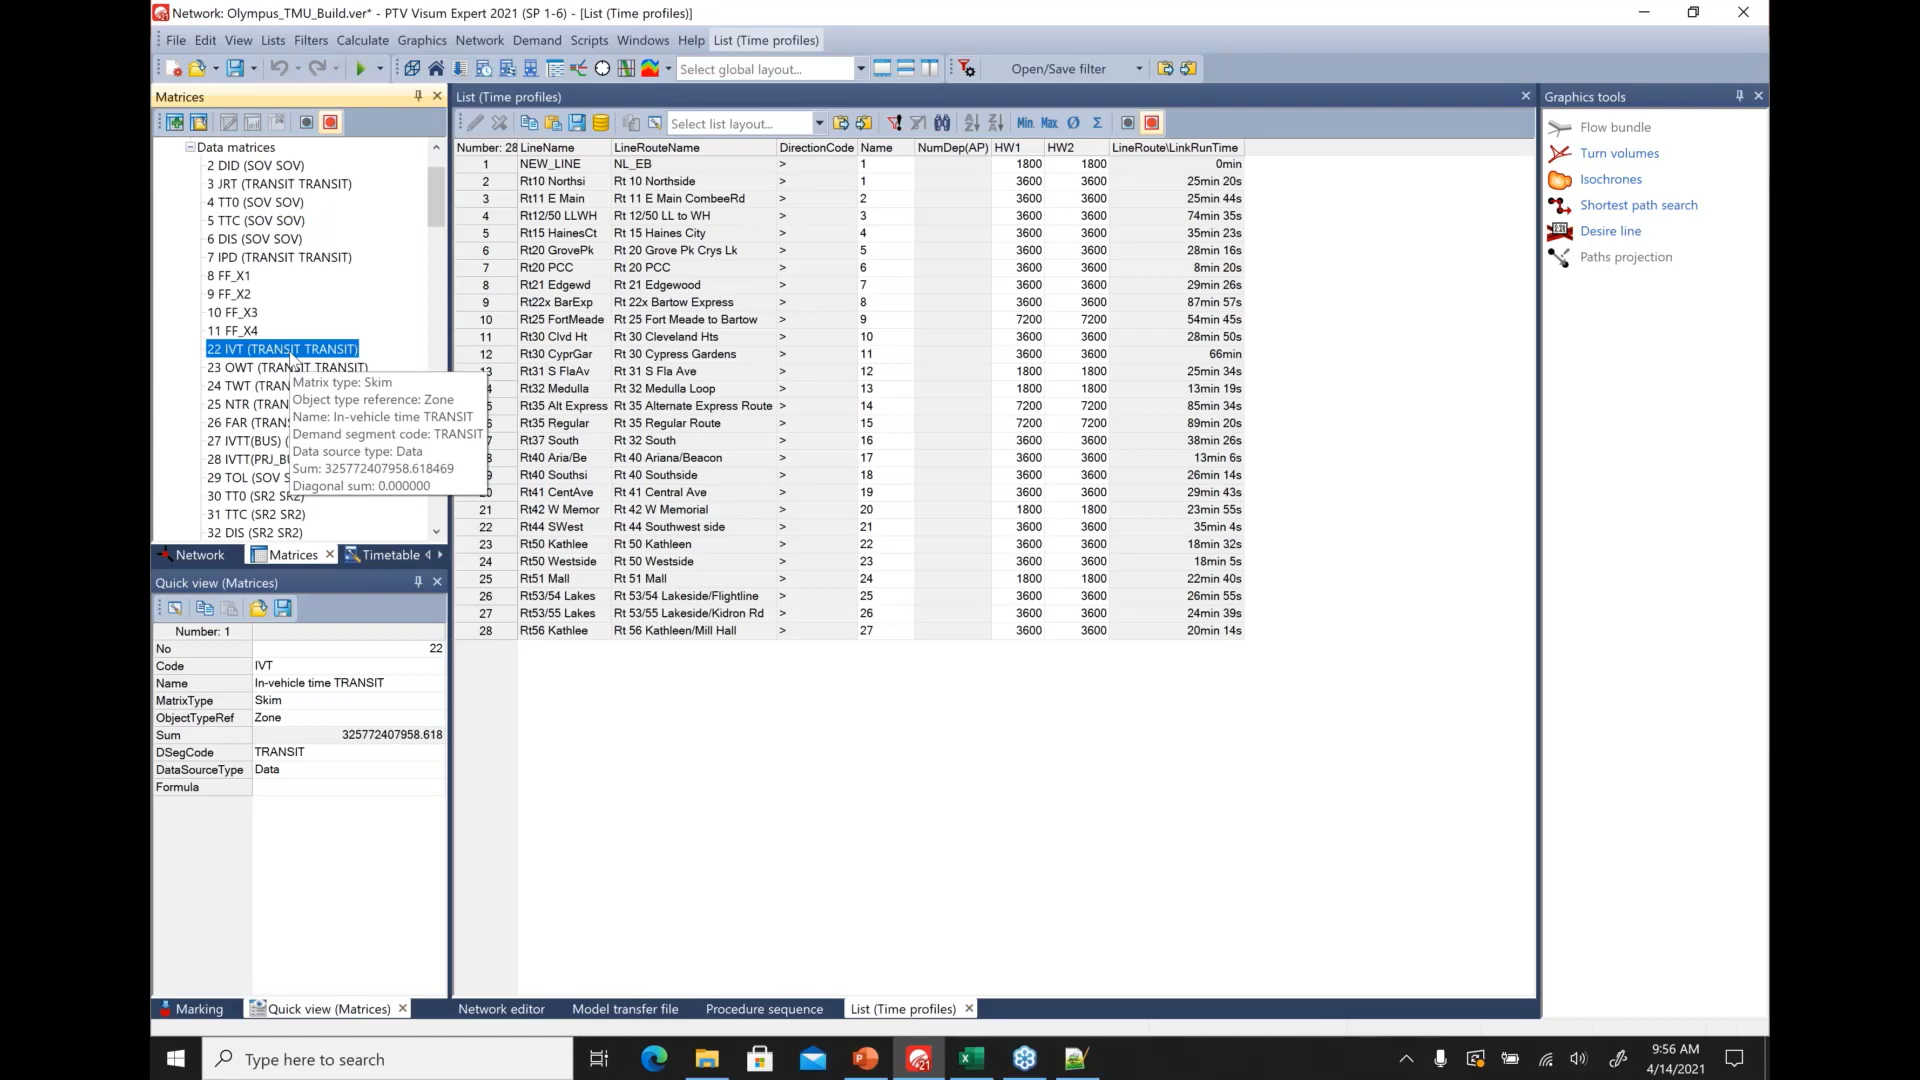 Network: Olympus_TMU_Build.ver* - PTV Visum Expert 2021 (SP 1-6) - [List (Time profiles)]
File Edit View Lists Filters Calculate Graphics Network Demand Scripts Windows Help List (Time profiles)
Select global layout... Open/Save filter
Matrices
List (Time profiles)
Graphics tools
Select list layout... Min. Max. Ø Σ
Data matrices
2 DID (SOV SOV)
3 JRT (TRANSIT TRANSIT)
4 TT0 (SOV SOV)
5 TTC (SOV SOV)
6 DIS (SOV SOV)
7 IPD (TRANSIT TRANSIT)
8 FF_X1
9 FF_X2
10 FF_X3
11 FF_X4
22 IVT (TRANSIT TRANSIT)
23 OWT (TRANSIT TRANSIT)
24 TWT (TRAN
25 NTR (TRAN
26 FAR (TRAN
27 IVTT(BUS) (
28 IVTT(PRJ_BU
29 TOL (SOV S
30 TT0 (SR2 SR2)
31 TTC (SR2 SR2)
32 DIS (SR2 SR2)
Matrix type: Skim
Object type reference: Zone
Name: In-vehicle time TRANSIT
Demand segment code: TRANSIT
Data source type: Data
Sum: 325772407958.618469
Diagonal sum: 0.000000
Network Matrices Timetable
Quick view (Matrices)
Number: 1
No 22
Code IVT
Name In-vehicle time TRANSIT
MatrixType Skim
ObjectTypeRef Zone
Sum 325772407958.618
DSegCode TRANSIT
DataSourceType Data
Formula
Number: 28 LineName LineRouteName DirectionCode Name NumDep(AP) HW1 HW2 LineRoute\LinkRunTime
1 NEW_LINE NL_EB > 1 1800 1800 0min
2 Rt10 Northsi Rt 10 Northside > 1 3600 3600 25min 20s
3 Rt11 E Main Rt 11 E Main CombeeRd > 2 3600 3600 25min 44s
4 Rt12/50 LLWH Rt 12/50 LL to WH > 3 3600 3600 74min 35s
5 Rt15 HainesCt Rt 15 Haines City > 4 3600 3600 35min 23s
6 Rt20 GrovePk Rt 20 Grove Pk Crys Lk > 5 3600 3600 28min 16s
7 Rt20 PCC Rt 20 PCC > 6 3600 3600 8min 20s
8 Rt21 Edgewd Rt 21 Edgewood > 7 3600 3600 29min 26s
9 Rt22x BarExp Rt 22x Bartow Express > 8 3600 3600 87min 57s
10 Rt25 FortMeade Rt 25 Fort Meade to Bartow > 9 7200 7200 54min 45s
11 Rt30 Clvd Ht Rt 30 Cleveland Hts > 10 3600 3600 28min 50s
12 Rt30 CyprGar Rt 30 Cypress Gardens > 11 3600 3600 66min
13 Rt31 S FlaAv Rt 31 S Fla Ave > 12 1800 1800 25min 34s
4 Rt32 Medulla Rt 32 Medulla Loop > 13 1800 1800 13min 19s
5 Rt35 Alt Express Rt 35 Alternate Express Route > 14 7200 7200 85min 34s
6 Rt35 Regular Rt 35 Regular Route > 15 7200 7200 89min 20s
7 Rt37 South Rt 32 South > 16 3600 3600 38min 26s
8 Rt40 Aria/Be Rt 40 Ariana/Beacon > 17 3600 3600 13min 6s
9 Rt40 Southsi Rt 40 Southside > 18 3600 3600 26min 14s
20 Rt41 CentAve Rt 41 Central Ave > 19 3600 3600 29min 43s
21 Rt42 W Memor Rt 42 W Memorial > 20 1800 1800 23min 55s
22 Rt44 SWest Rt 44 Southwest side > 21 3600 3600 35min 4s
23 Rt50 Kathlee Rt 50 Kathleen > 22 3600 3600 18min 32s
24 Rt50 Westside Rt 50 Westside > 23 3600 3600 18min 5s
25 Rt51 Mall Rt 51 Mall > 24 1800 1800 22min 40s
26 Rt53/54 Lakes Rt 53/54 Lakeside/Flightline > 25 3600 3600 26min 55s
27 Rt53/55 Lakes Rt 53/55 Lakeside/Kidron Rd > 26 3600 3600 24min 39s
28 Rt56 Kathlee Rt 56 Kathleen/Mill Hall > 27 3600 3600 20min 14s
Flow bundle
Turn volumes
Isochrones
Shortest path search
Desire line
Paths projection
Marking Quick view (Matrices) Network editor Model transfer file Procedure sequence List (Time profiles)
Type here to search
9:56 AM
4/14/2021